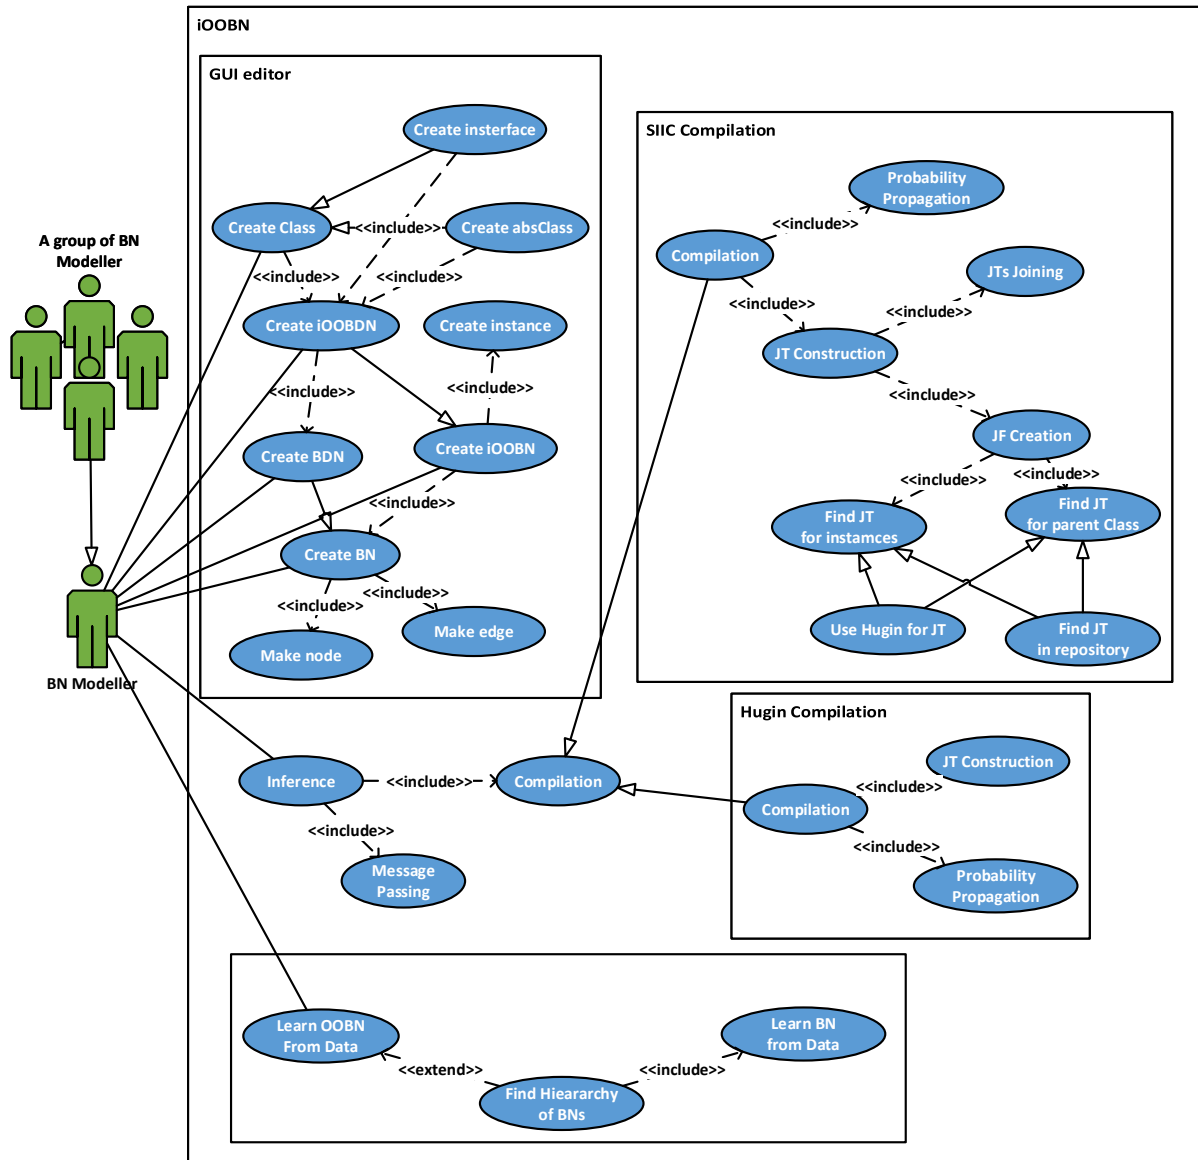 iOOBN
GUI editor
Create insterface
Create Class
<<include>>
Create absClass
<<include>>
<<include>>
Create iOOBDN
Create instance
<<include>>
<<include>>
Create BDN
Create iOOBN
<<include>>
Create BN
<<include>>
<<include>>
Make edge
Make node
A group of BN
Modeller
BN Modeller
SIIC Compilation
Probability
Propagation
<<include>>
Compilation
JTs Joining
<<include>>
<<include>>
JT Construction
<<include>>
JF Creation
<<include>>
<<include>>
Find JT
for instamces
Find JT
for parent Class
Use Hugin for JT
Find JT
in repository
Inference
<<include>>
Compilation
<<include>>
Message
Passing
Hugin Compilation
JT Construction
<<include>>
Compilation
<<include>>
Probability
Propagation
Learn OOBN
From Data
Learn BN
from Data
<<extend>>
<<include>>
Find Hieararchy
of BNs